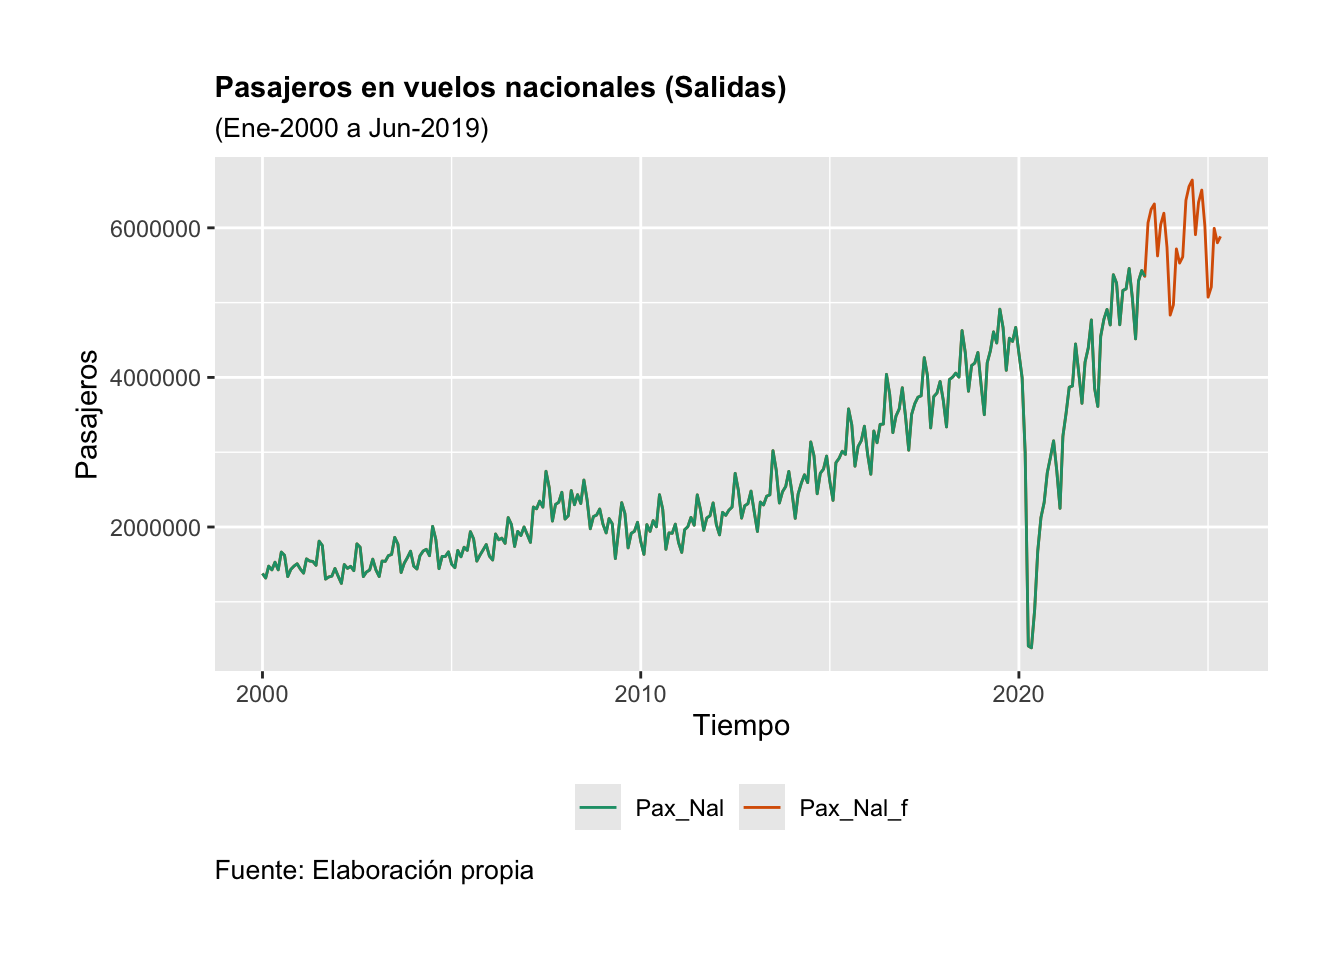 Pasajeros en vuelos nacionales (Salidas)
(Ene-2000 a Jun-2019)
Pasajeros
6000000
4000000
2000000
2000 2010 2020
Tiempo
Pax_Nal Pax_Nal_f
Fuente: Elaboración propia